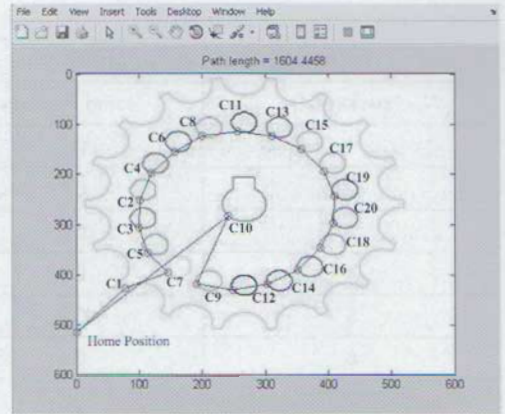 File Edit View Insert Tools Desktop Window Help
Path length = 1604.4458
0
100
200
300
400
500
600
C11
C13
C8
C15
C6
C17
C4
C19
C2
C20
C3
C10
C18
C5
C16
C1
C7
C9
C12
C14
Home Position
0 100 200 300 400 500 600